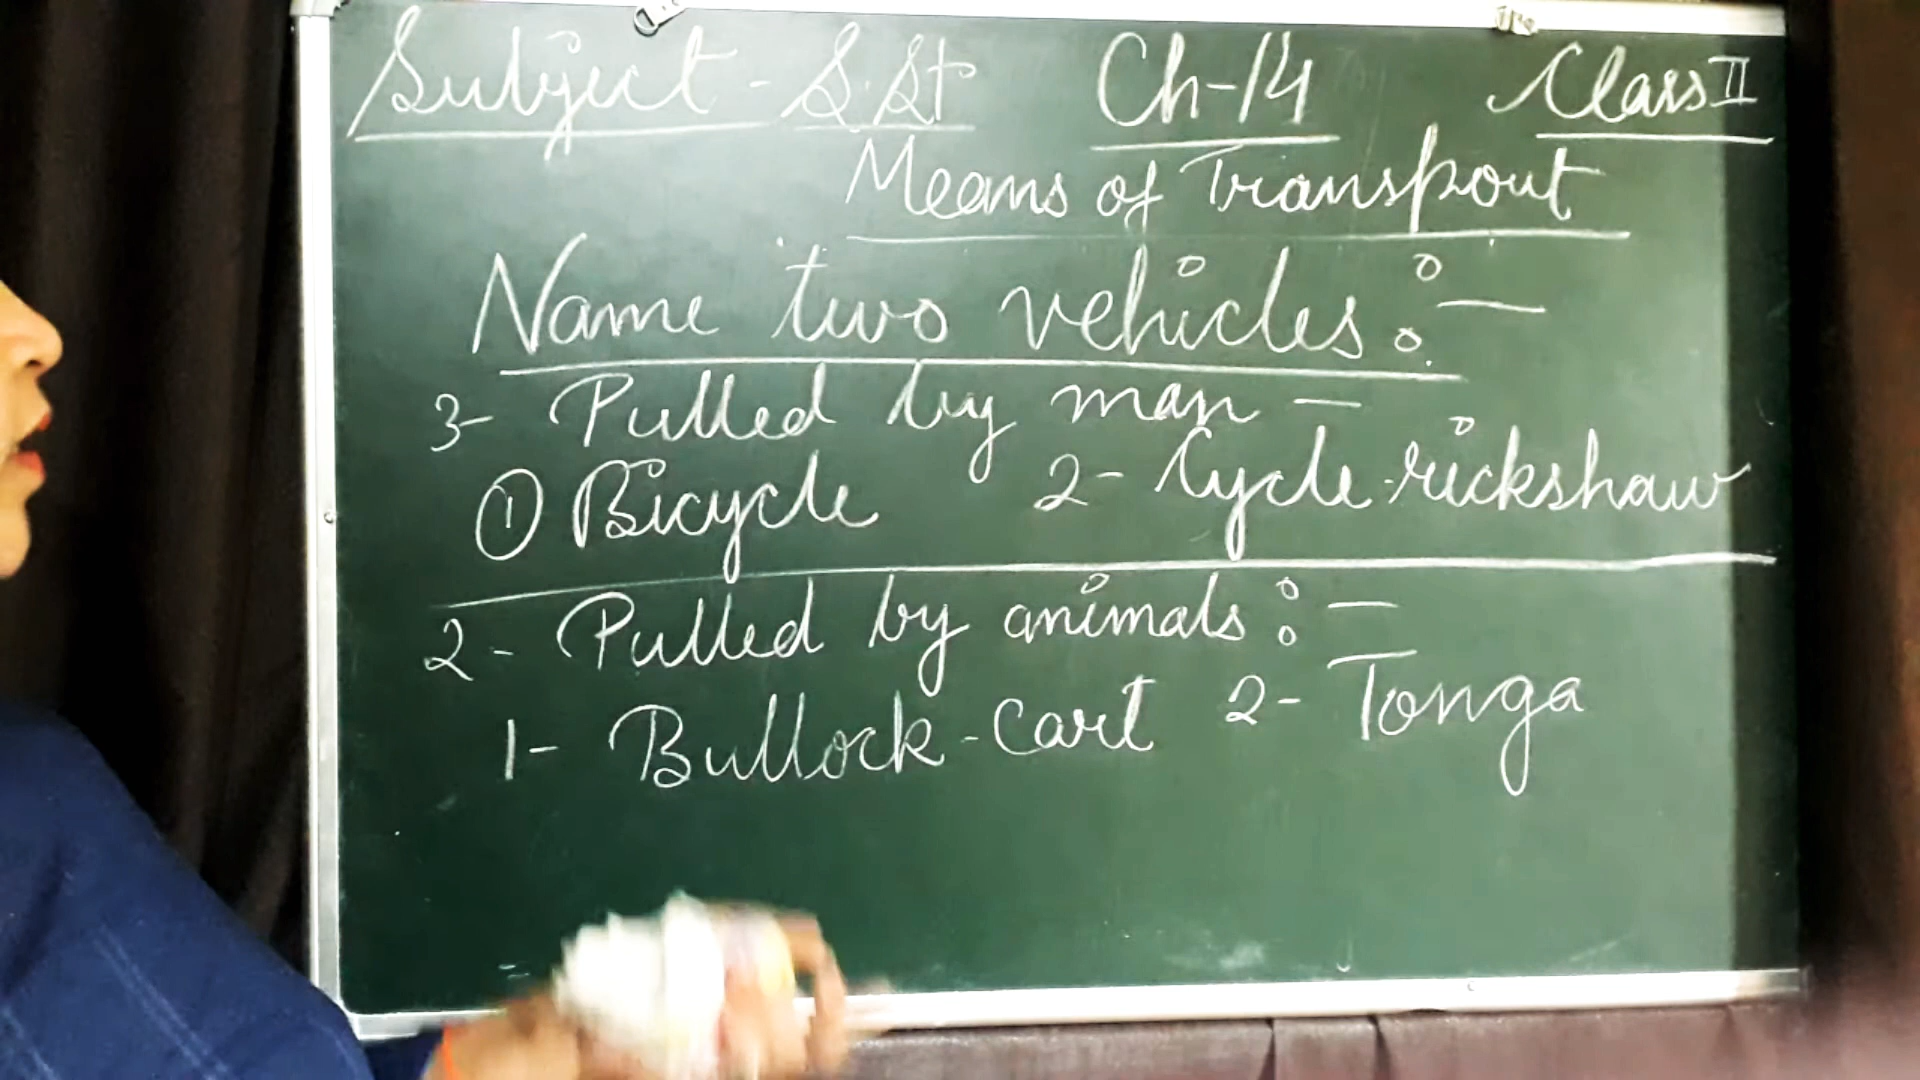 Subject - S.St Ch-14 Class II
Means of Transport
Name two vehicles :-
3- Pulled by man -
① Bicycle 2- Cycle-rickshaw
2- Pulled by animals :-
1- Bullock-Cart 2- Tonga